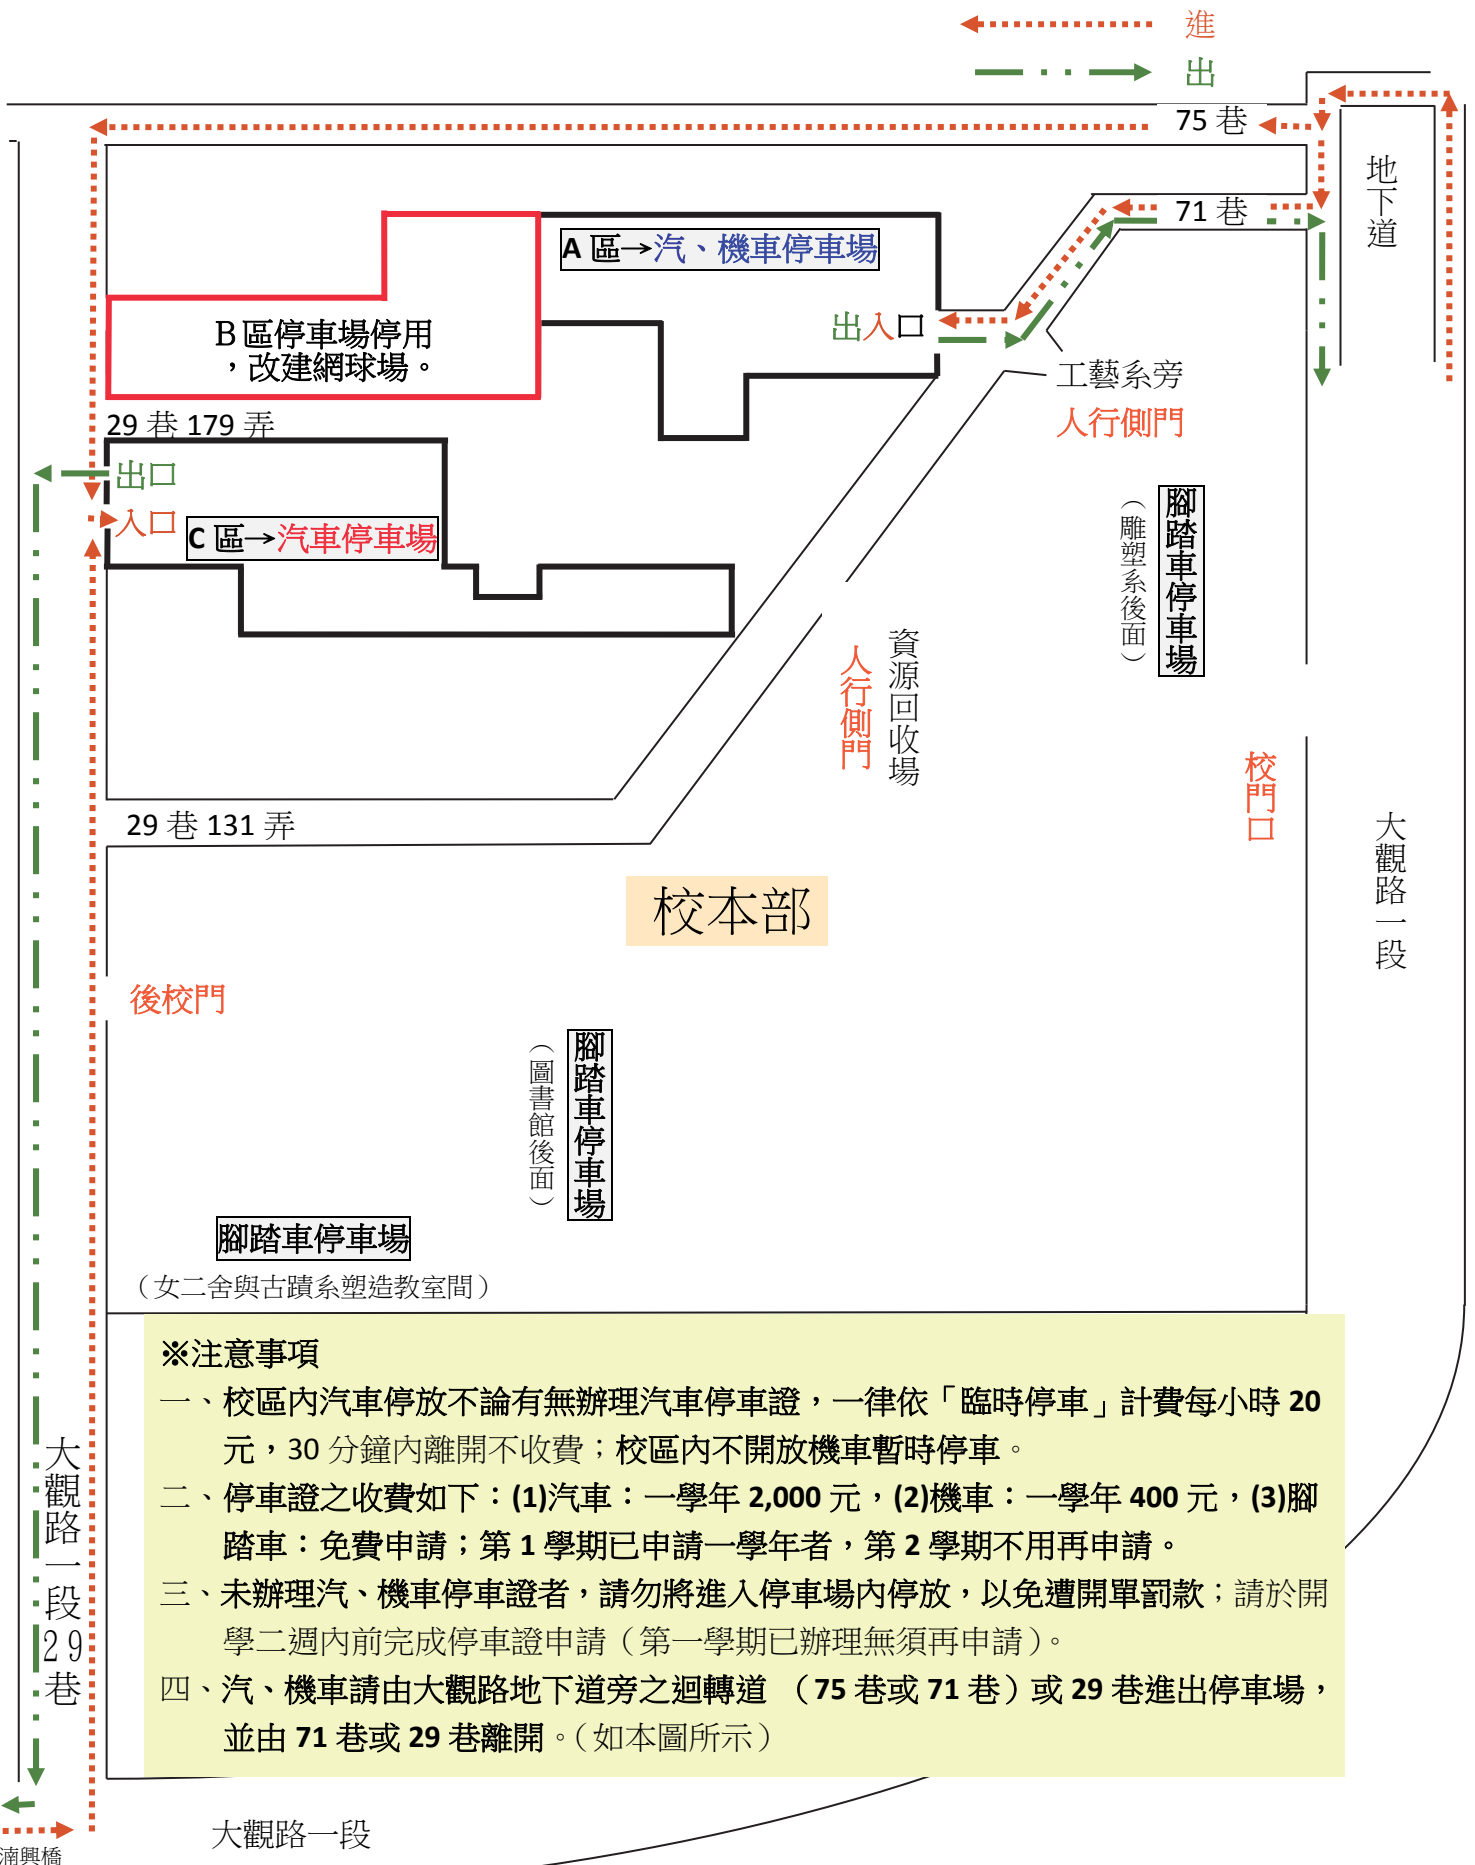 進
出
75 巷
地下道
71 巷
A 區→汽、機車停車場
B區停車場停用
，改建網球場。
出入口
工藝系旁
人行側門
29 巷 179 弄
出口
入口
C 區→汽車停車場
腳踏車停車場
（雕塑系後面）
資源回收場
人行側門
校門口
29 巷 131 弄
大觀路一段
校本部
後校門
腳踏車停車場
（圖書館後面）
腳踏車停車場
（女二舍與古蹟系塑造教室間）
※注意事項
一、校區內汽車停放不論有無辦理汽車停車證，一律依「臨時停車」計費每小時 20
元，30 分鐘內離開不收費；校區內不開放機車暫時停車。
二、停車證之收費如下：(1)汽車：一學年 2,000 元，(2)機車：一學年 400 元，(3)腳
踏車：免費申請；第 1 學期已申請一學年者，第 2 學期不用再申請。
三、未辦理汽、機車停車證者，請勿將進入停車場內停放，以免遭開單罰款；請於開
學二週內前完成停車證申請（第一學期已辦理無須再申請）。
四、汽、機車請由大觀路地下道旁之迴轉道 （75 巷或 71 巷）或 29 巷進出停車場，
並由 71 巷或 29 巷離開。（如本圖所示）
大觀路一段29巷
大觀路一段
湳興橋